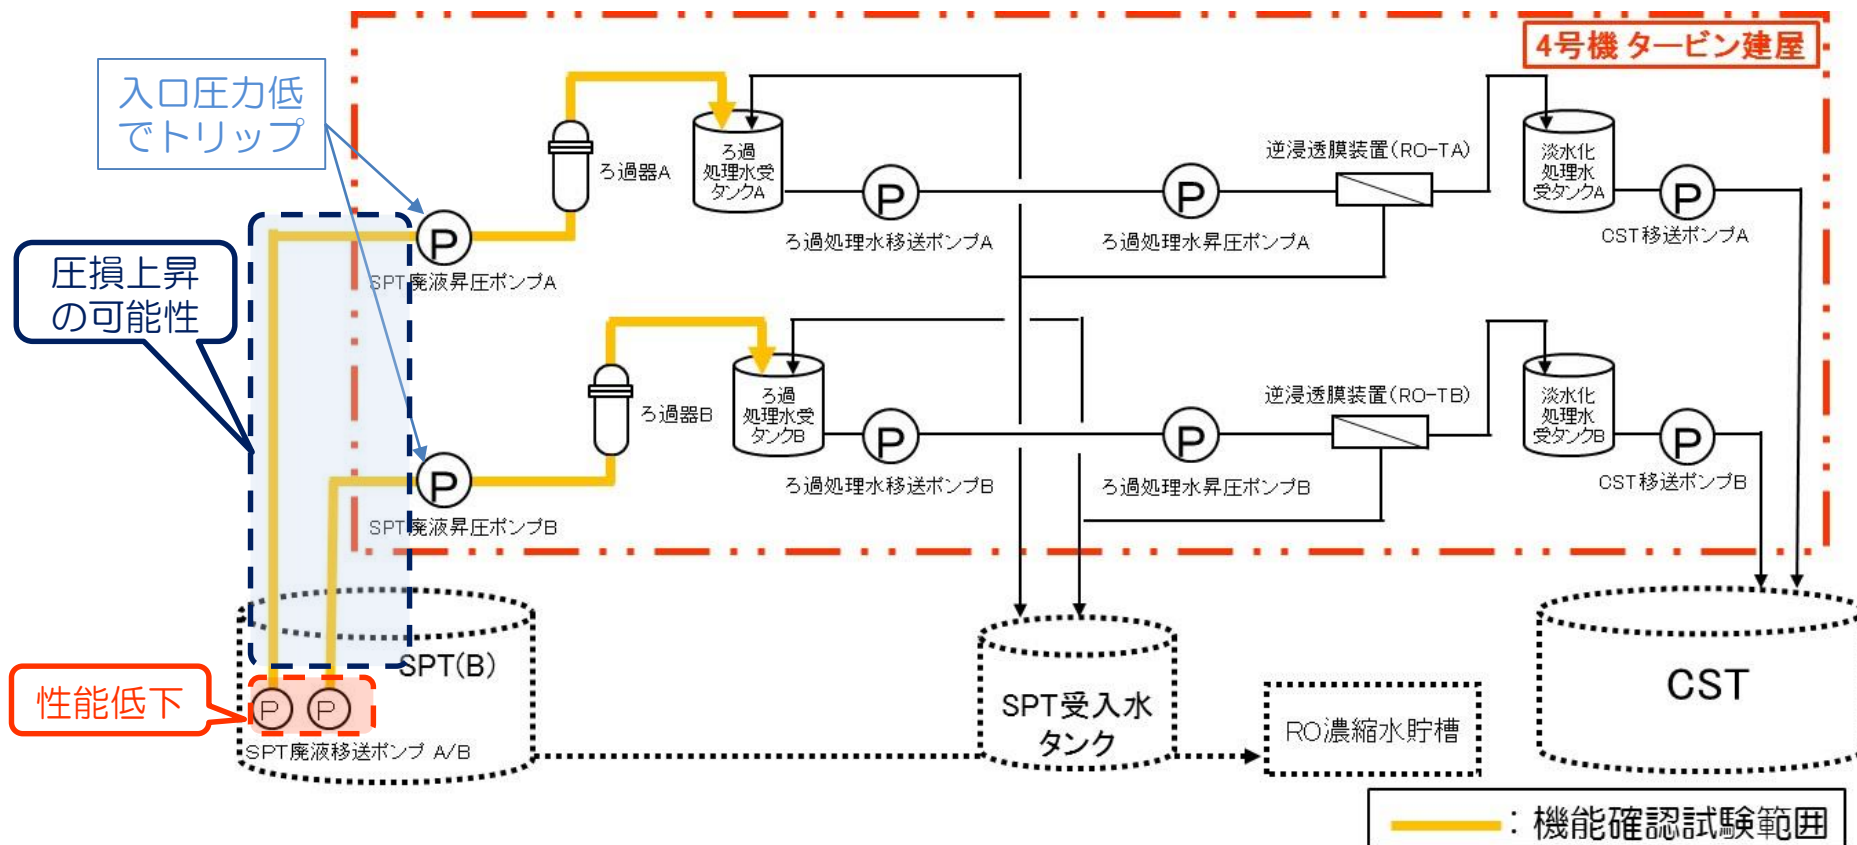 4号機 タービン建屋
入口圧力低
でトリップ
ろ過器A
ろ過
処理水受
タンクA
逆浸透膜装置(RO-TA)
淡水化
処理水
受タンクA
P
P
P
P
SPT廃液昇圧ポンプA
ろ過処理水移送ポンプA
ろ過処理水昇圧ポンプA
CST移送ポンプA
圧損上昇
の可能性
ろ過器B
ろ過
処理水受
タンクB
逆浸透膜装置(RO-TB)
淡水化
処理水
受タンクB
P
P
P
P
SPT廃液昇圧ポンプB
ろ過処理水移送ポンプB
ろ過処理水昇圧ポンプB
CST移送ポンプB
SPT(B)
性能低下
P
P
SPT廃液移送ポンプ A/B
SPT受入水
タンク
RO濃縮水貯槽
CST
：機能確認試験範囲